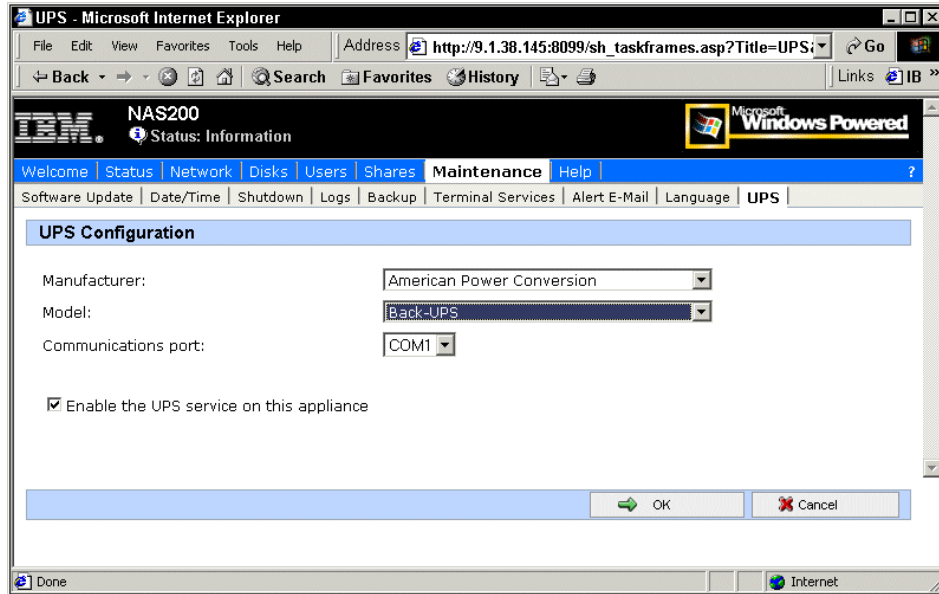 UPS - Microsoft Internet Explorer
File Edit View Favorites Tools Help Address http://9.1.38.145:8099/sh_taskframes.asp?Title=UPS& Go
Back Search Favorites History Links IB »
IBM. NAS200 Microsoft Windows Powered
Status: Information
Welcome | Status | Network | Disks | Users | Shares | Maintenance | Help | ?
Software Update | Date/Time | Shutdown | Logs | Backup | Terminal Services | Alert E-Mail | Language | UPS |
UPS Configuration
Manufacturer: American Power Conversion
Model: Back-UPS
Communications port: COM1
Enable the UPS service on this appliance
OK Cancel
Done Internet